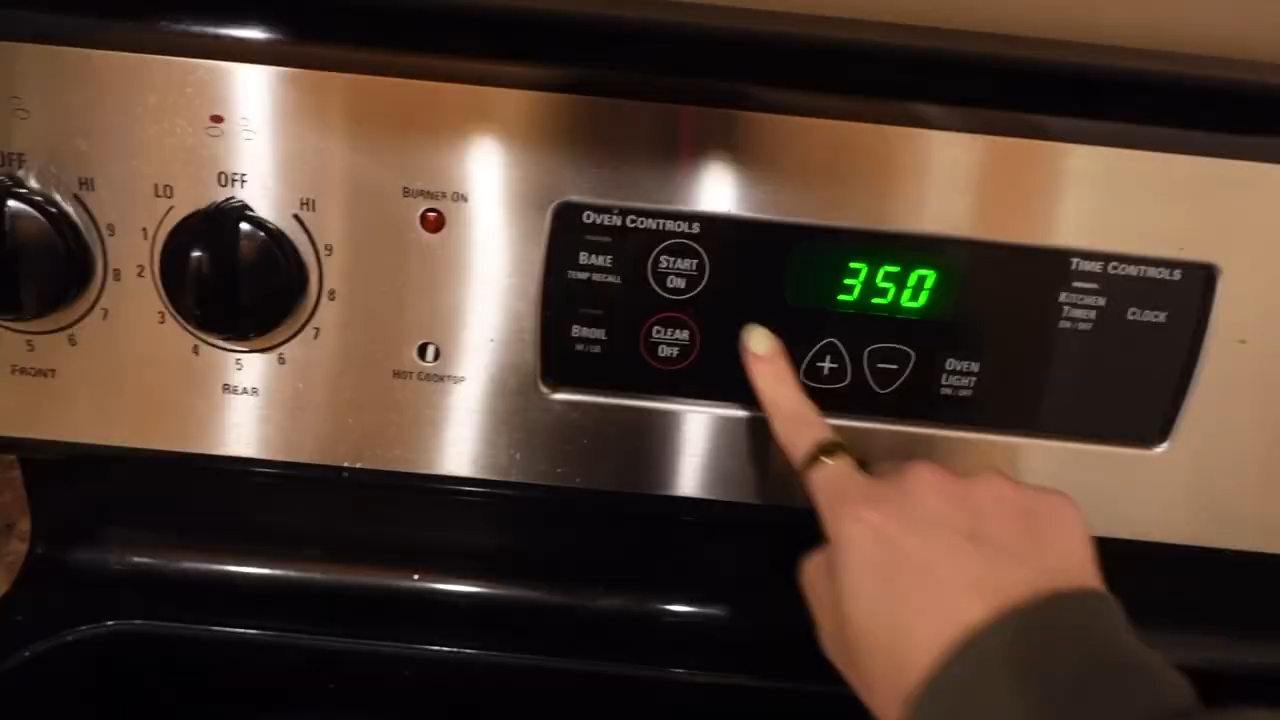 OFF
HI
9
8
7
6
5
FRONT
OFF
LO
HI
1
2
3
4
5
6
7
8
9
REAR
BURNER ON
HOT COOKTOP
OVEN CONTROLS
BAKE
TEMP RECALL
START
ON
BROIL
HI / LO
CLEAR
OFF
350
+
−
OVEN
LIGHT
ON / OFF
TIME CONTROLS
KITCHEN
TIMER
ON / OFF
CLOCK